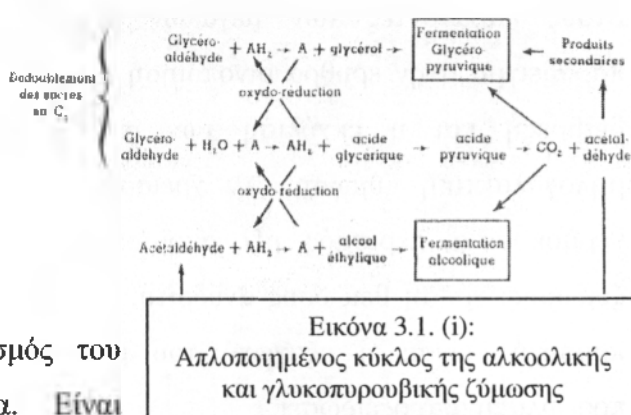 Glycéro-
aldéhyde + AH₂ → A + glycérol →
Fermentation
Glycéro
pyruvique
Produits
secondaires
Dédoublement
des sucres
en C₃
oxydo-réduction
Glycéro-
aldéhyde + H₂O + A → AH₂ + acide
glycérique → acide
pyruvique → CO₂ + acétal-
déhyde
oxydo-réduction
Acétaldéhyde + AH₂ → A + alcool
éthylique →
Fermentation
alcoolique
Εικόνα 3.1. (i):
Απλοποιημένος κύκλος της αλκοολικής
και γλυκοπυρουβικής ζύμωσης
σμός του
α. Είναι